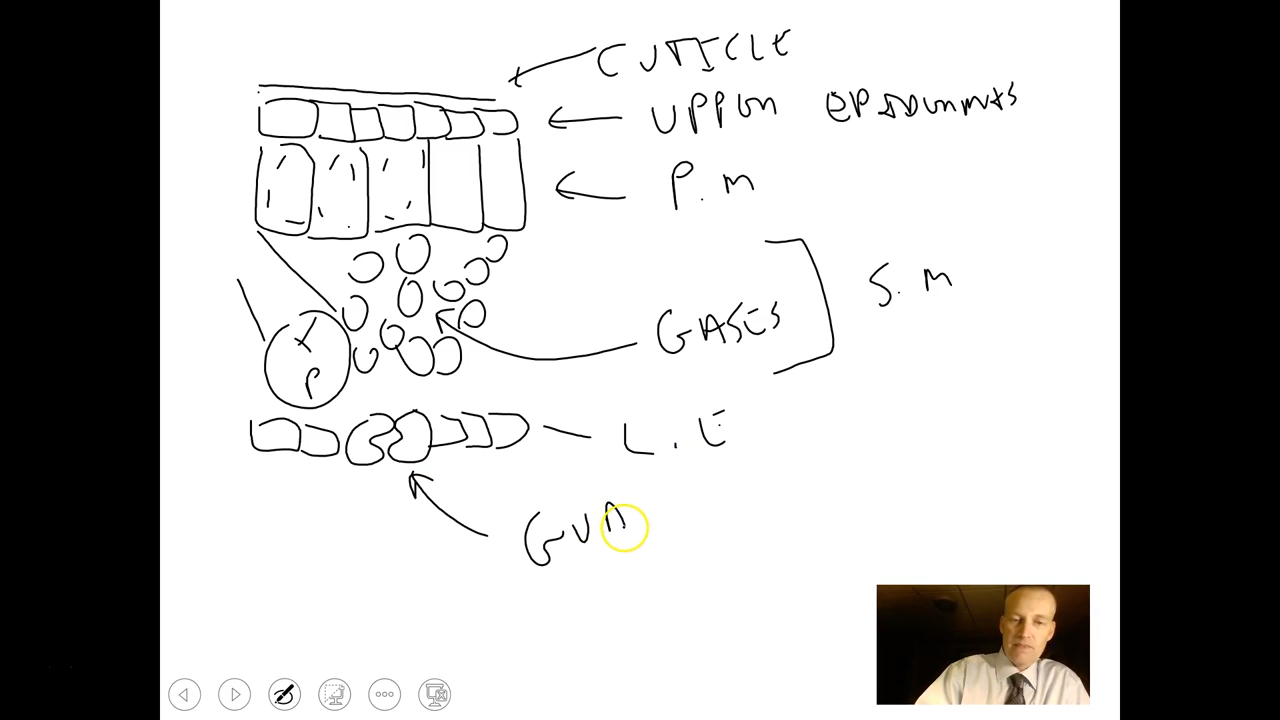 CUTICLE
UPPER EPIDERMIS
P.M
GASES
S.M
X
P
L.E
GUA